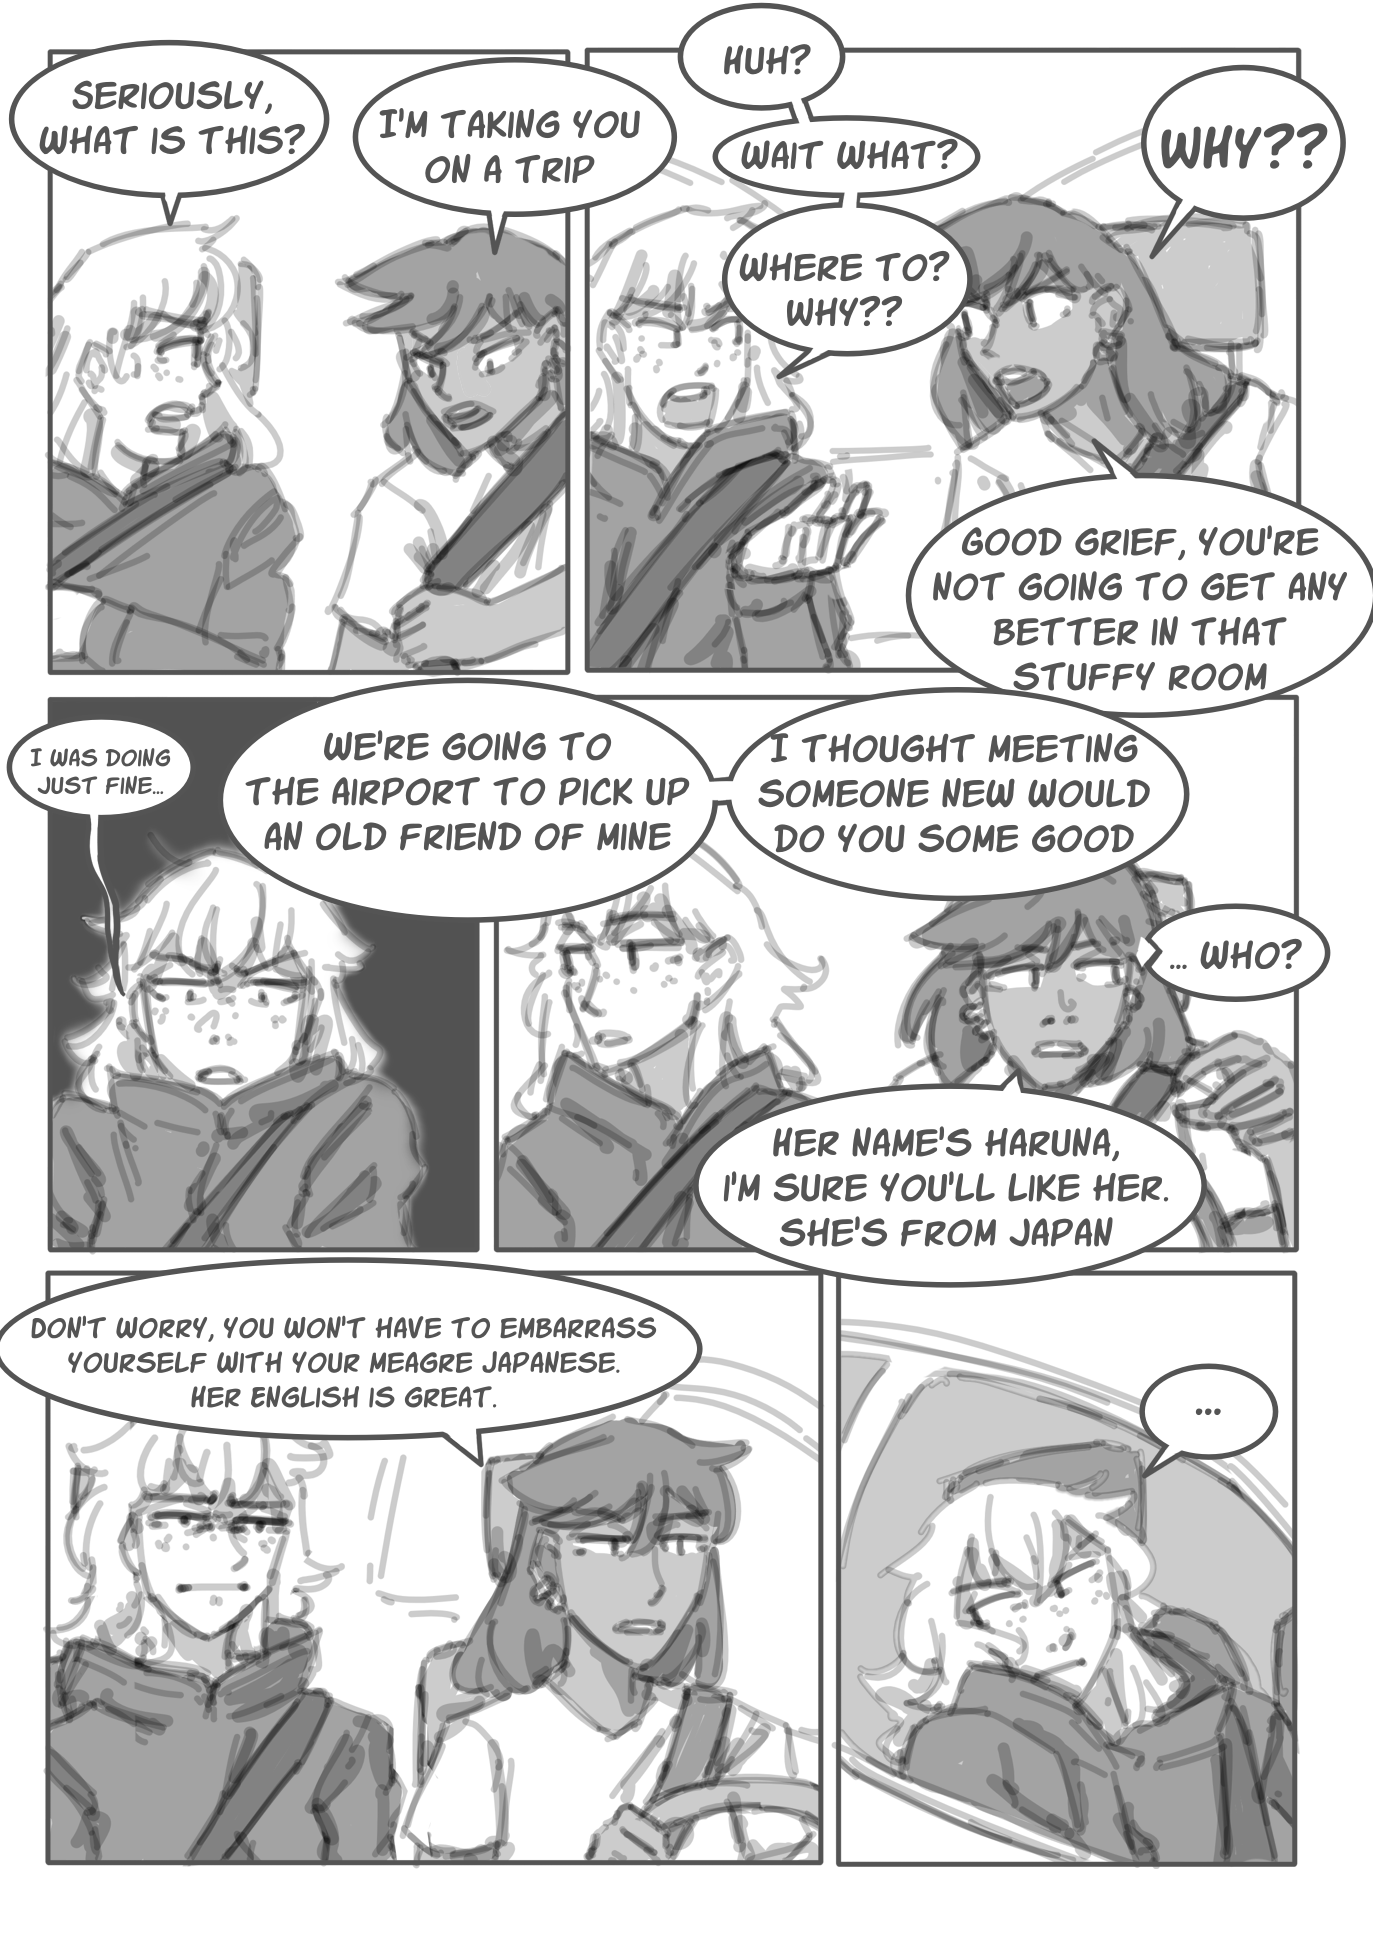 SERIOUSLY,
WHAT IS THIS?
I'M TAKING YOU
ON A TRIP
HUH?
WAIT WHAT?
WHERE TO?
WHY??
WHY??
GOOD GRIEF, YOU'RE
NOT GOING TO GET ANY
BETTER IN THAT
STUFFY ROOM
I WAS DOING
JUST FINE...
WE'RE GOING TO
THE AIRPORT TO PICK UP
AN OLD FRIEND OF MINE
I THOUGHT MEETING
SOMEONE NEW WOULD
DO YOU SOME GOOD
... WHO?
HER NAME'S HARUNA,
I'M SURE YOU'LL LIKE HER.
SHE'S FROM JAPAN
DON'T WORRY, YOU WON'T HAVE TO EMBARRASS
YOURSELF WITH YOUR MEAGRE JAPANESE.
HER ENGLISH IS GREAT.
...